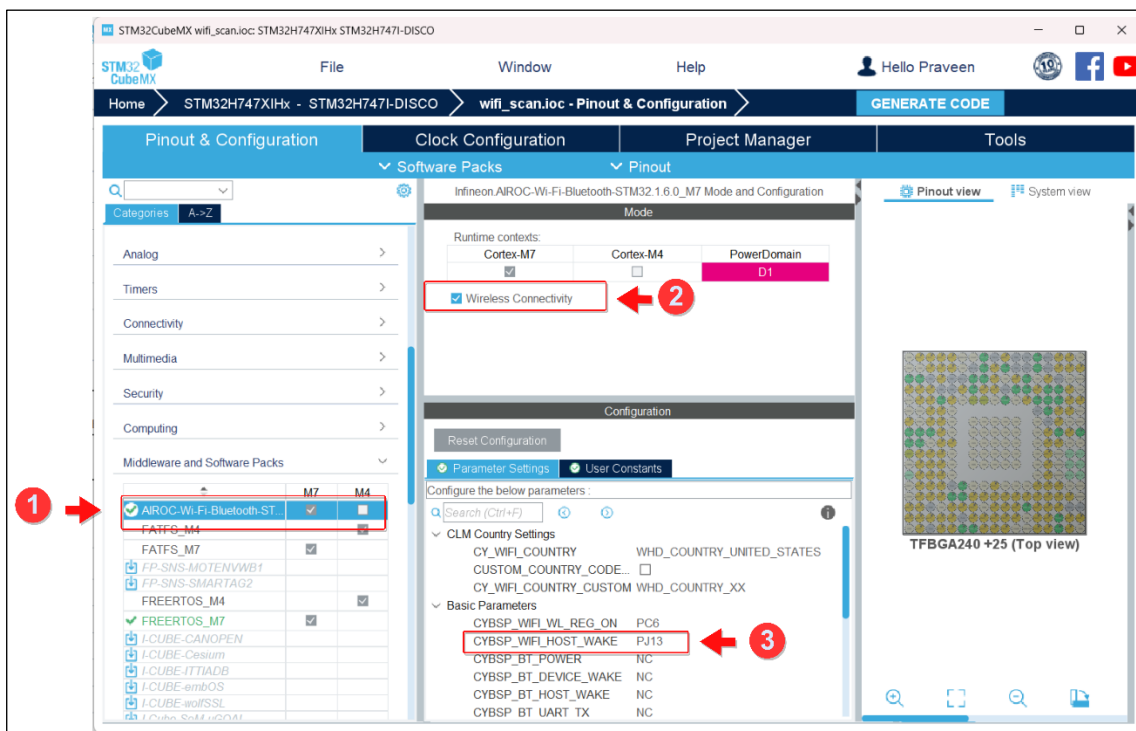 STM32CubeMX wifi_scan.ioc: STM32H747XIHx STM32H747I-DISCO
STM32 CubeMX
File Window Help
Hello Praveen
10
Home STM32H747XIHx - STM32H747I-DISCO wifi_scan.ioc - Pinout & Configuration GENERATE CODE
Pinout & Configuration Clock Configuration Project Manager Tools
Software Packs Pinout
Categories A->Z
Analog
Timers
Connectivity
Multimedia
Security
Computing
Middleware and Software Packs
M7 M4
1
AIROC-Wi-Fi-Bluetooth-ST...
FATFS_M4
FATFS_M7
FP-SNS-MOTENVWB1
FP-SNS-SMARTAG2
FREERTOS_M4
FREERTOS_M7
I-CUBE-CANOPEN
I-CUBE-Cesium
I-CUBE-ITTIADB
I-CUBE-embOS
I-CUBE-wolfSSL
I-Cube-SoM-uGOAL
Infineon.AIROC-Wi-Fi-Bluetooth-STM32.1.6.0_M7 Mode and Configuration
Mode
Runtime contexts:
Cortex-M7 Cortex-M4 PowerDomain
D1
Wireless Connectivity
2
Configuration
Reset Configuration
Parameter Settings User Constants
Configure the below parameters :
Search (Ctrl+F)
CLM Country Settings
CY_WIFI_COUNTRY WHD_COUNTRY_UNITED_STATES
CUSTOM_COUNTRY_CODE...
CY_WIFI_COUNTRY_CUSTOM WHD_COUNTRY_XX
Basic Parameters
CYBSP_WIFI_WL_REG_ON PC6
CYBSP_WIFI_HOST_WAKE PJ13
3
CYBSP_BT_POWER NC
CYBSP_BT_DEVICE_WAKE NC
CYBSP_BT_HOST_WAKE NC
CYBSP_BT_UART_TX NC
Pinout view System view
TFBGA240 +25 (Top view)